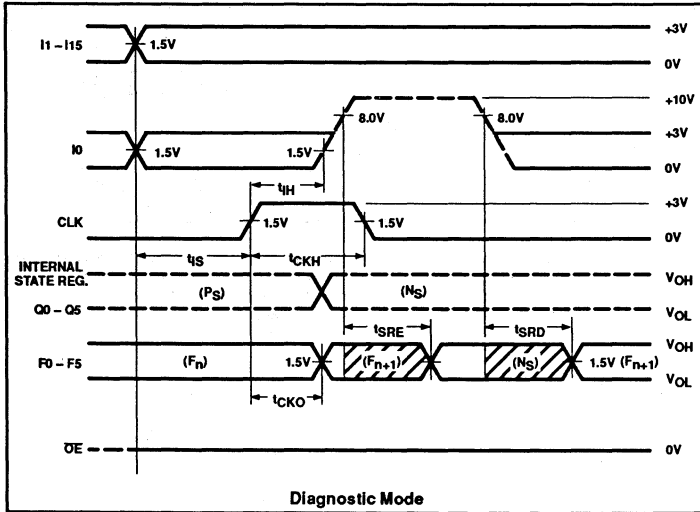 I1 – I15
1.5V
+3V
0V
+10V
8.0V
8.0V
I0
1.5V
1.5V
+3V
0V
tIH
+3V
CLK
1.5V
1.5V
0V
tIS
tCKH
INTERNAL
STATE REG.
VOH
(PS)
(NS)
Q0 – Q5
VOL
tSRE
tSRD
VOH
F0 – F5
(Fn)
1.5V
(Fn+1)
(NS)
1.5V (Fn+1)
VOL
tCKO
OE
0V
Diagnostic Mode